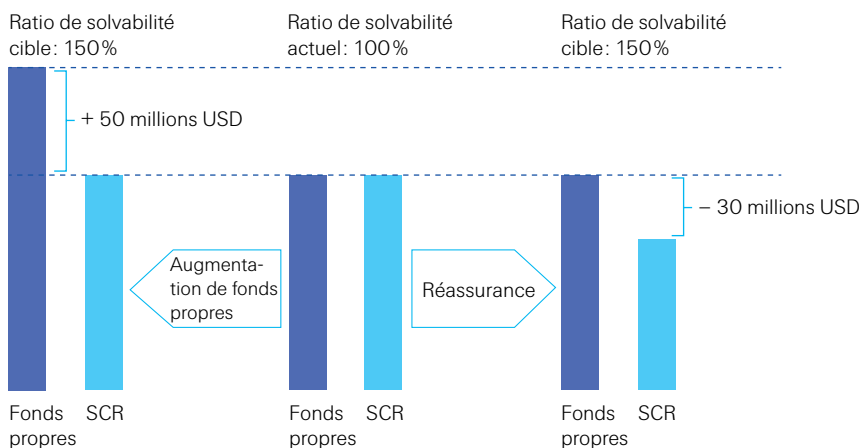 Ratio de solvabilité
cible: 150%
Ratio de solvabilité
actuel: 100%
Ratio de solvabilité
cible: 150%
+ 50 millions USD
– 30 millions USD
Augmenta-
tion de fonds
propres
Réassurance
Fonds
propres
SCR
Fonds
propres
SCR
Fonds
propres
SCR